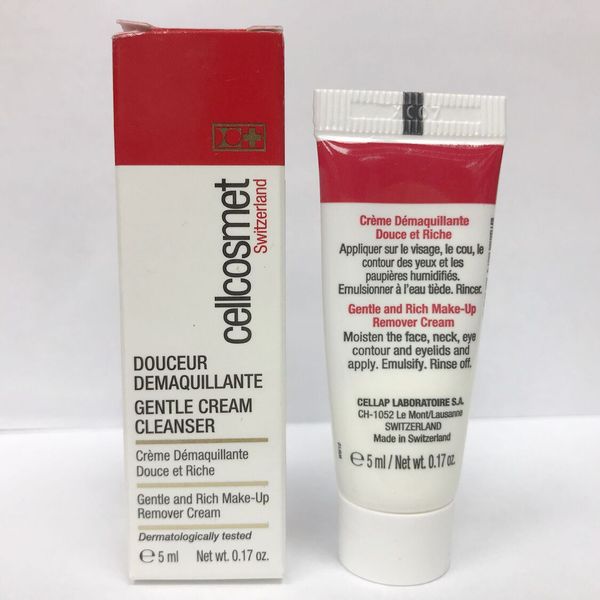 cellcosmet
Switzerland
DOUCEUR
DEMAQUILLANTE
GENTLE CREAM
CLEANSER
Crème Démaquillante
Douce et Riche
Gentle and Rich Make-Up
Remover Cream
Dermatologically tested
℮ 5 ml Net wt. 0.17 oz.
Crème Démaquillante
Douce et Riche
Appliquer sur le visage, le cou, le
contour des yeux et les
paupières humidifiés.
Emulsionner à l'eau tiède. Rincer.
Gentle and Rich Make-Up
Remover Cream
Moisten the face, neck, eye
contour and eyelids and
apply. Emulsify. Rinse off.
CELLAP LABORATOIRE S.A.
CH-1052 Le Mont/Lausanne
SWITZERLAND
Made in Switzerland
℮ 5 ml / Net wt. 0.17 oz.